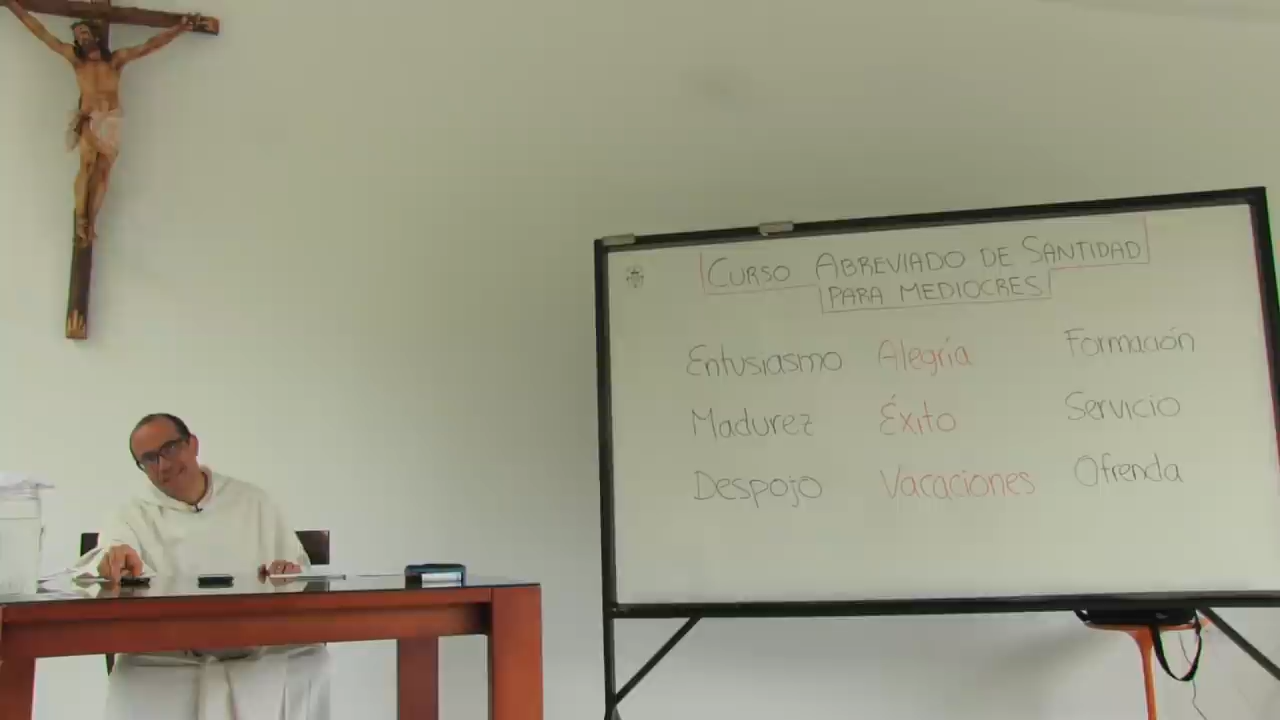 CURSO ABREVIADO DE SANTIDAD
PARA MEDIOCRES
Entusiasmo Alegría Formación
Madurez Éxito Servicio
Despojo Vacaciones Ofrenda